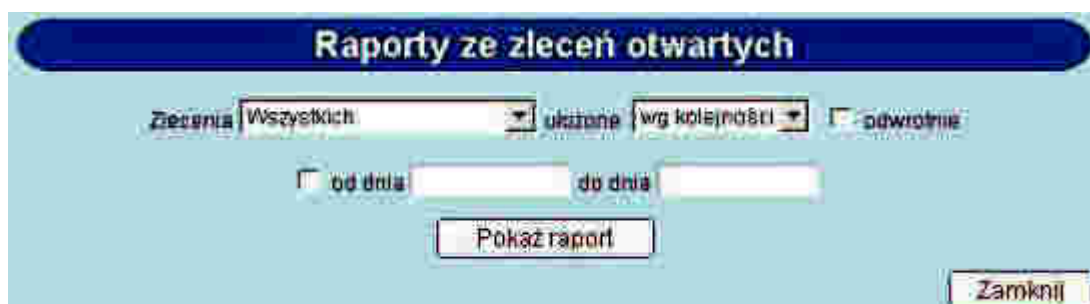 Raporty ze zleceń otwartych
Zlecenia Wszystkich ułożone wg kolejności odwrotnie
od dnia do dnia
Pokaż raport
Zamknij